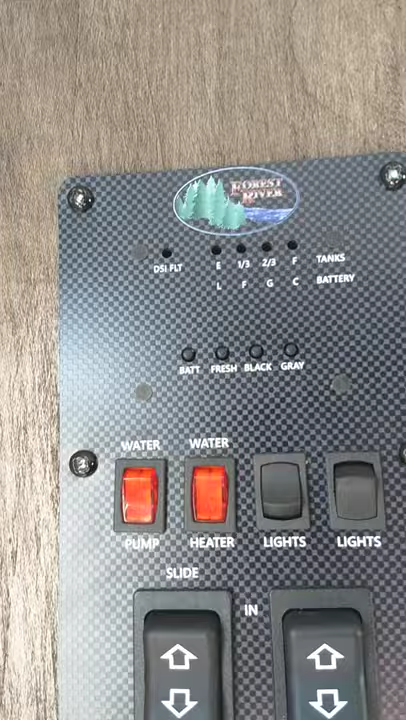 FOREST
RIVER
DSI FLT E 1/3 2/3 F TANKS
L F G C BATTERY
BATT FRESH BLACK GRAY
WATER WATER
PUMP HEATER LIGHTS LIGHTS
SLIDE
IN